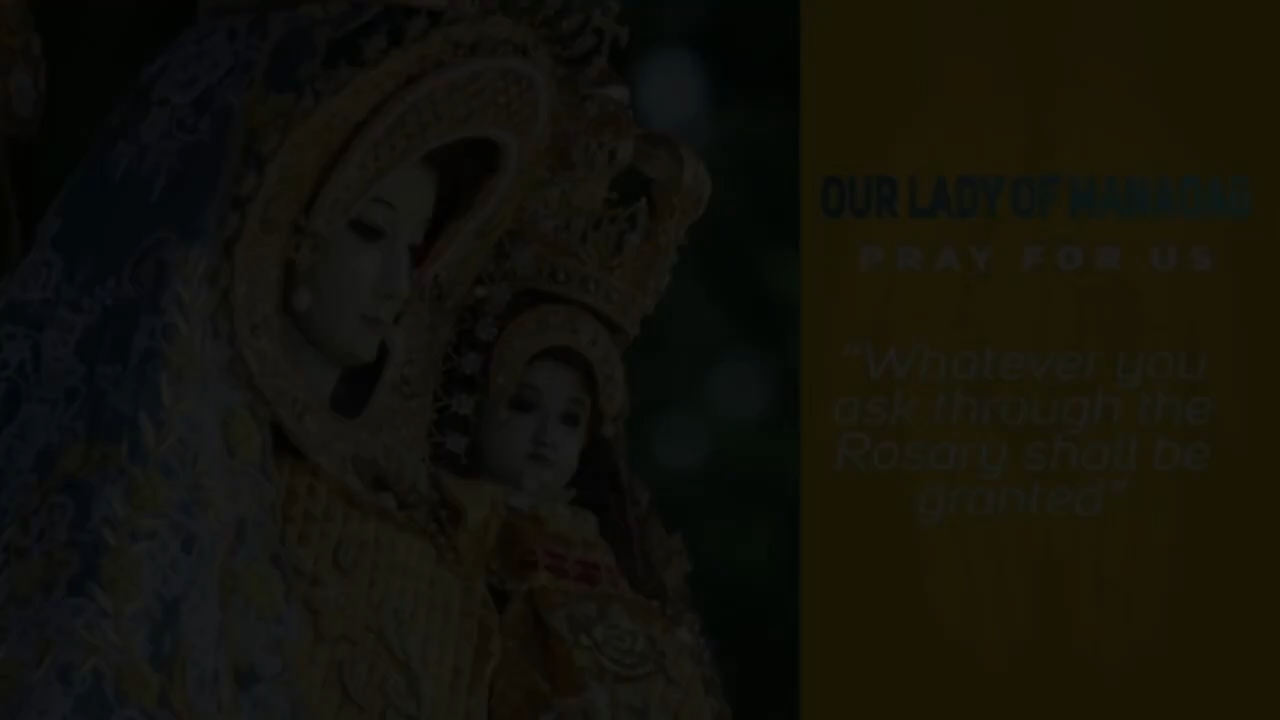 OUR LADY OF MANAOAG
PRAY FOR US
"Whatever you
ask through the
Rosary shall be
granted"